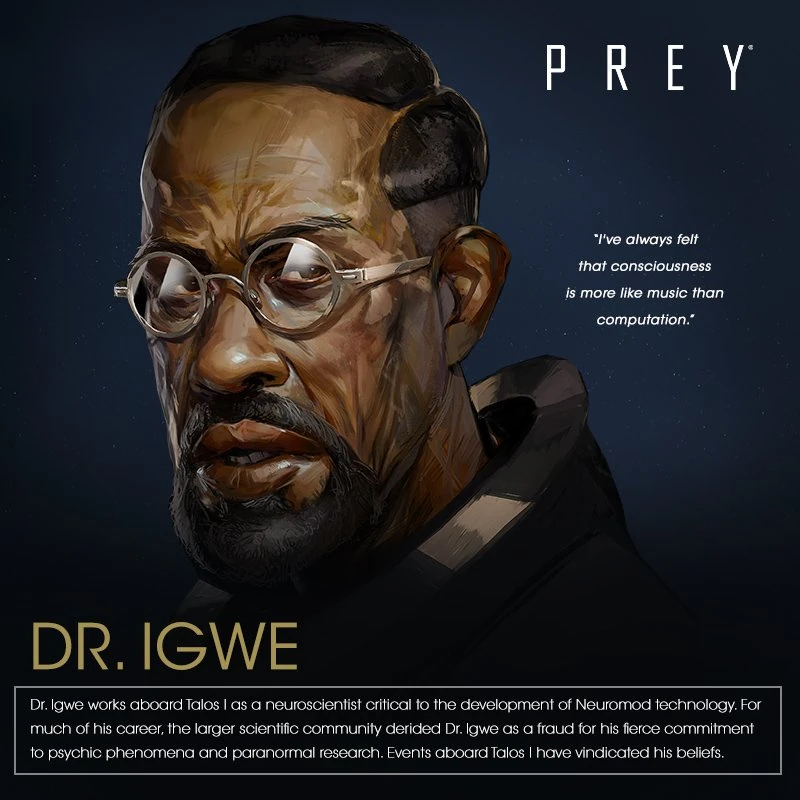 PREY®
"I've always felt
that consciousness
is more like music than
computation."
DR. IGWE
Dr. Igwe works aboard Talos I as a neuroscientist critical to the development of Neuromod technology. For
much of his career, the larger scientific community derided Dr. Igwe as a fraud for his fierce commitment
to psychic phenomena and paranormal research. Events aboard Talos I have vindicated his beliefs.